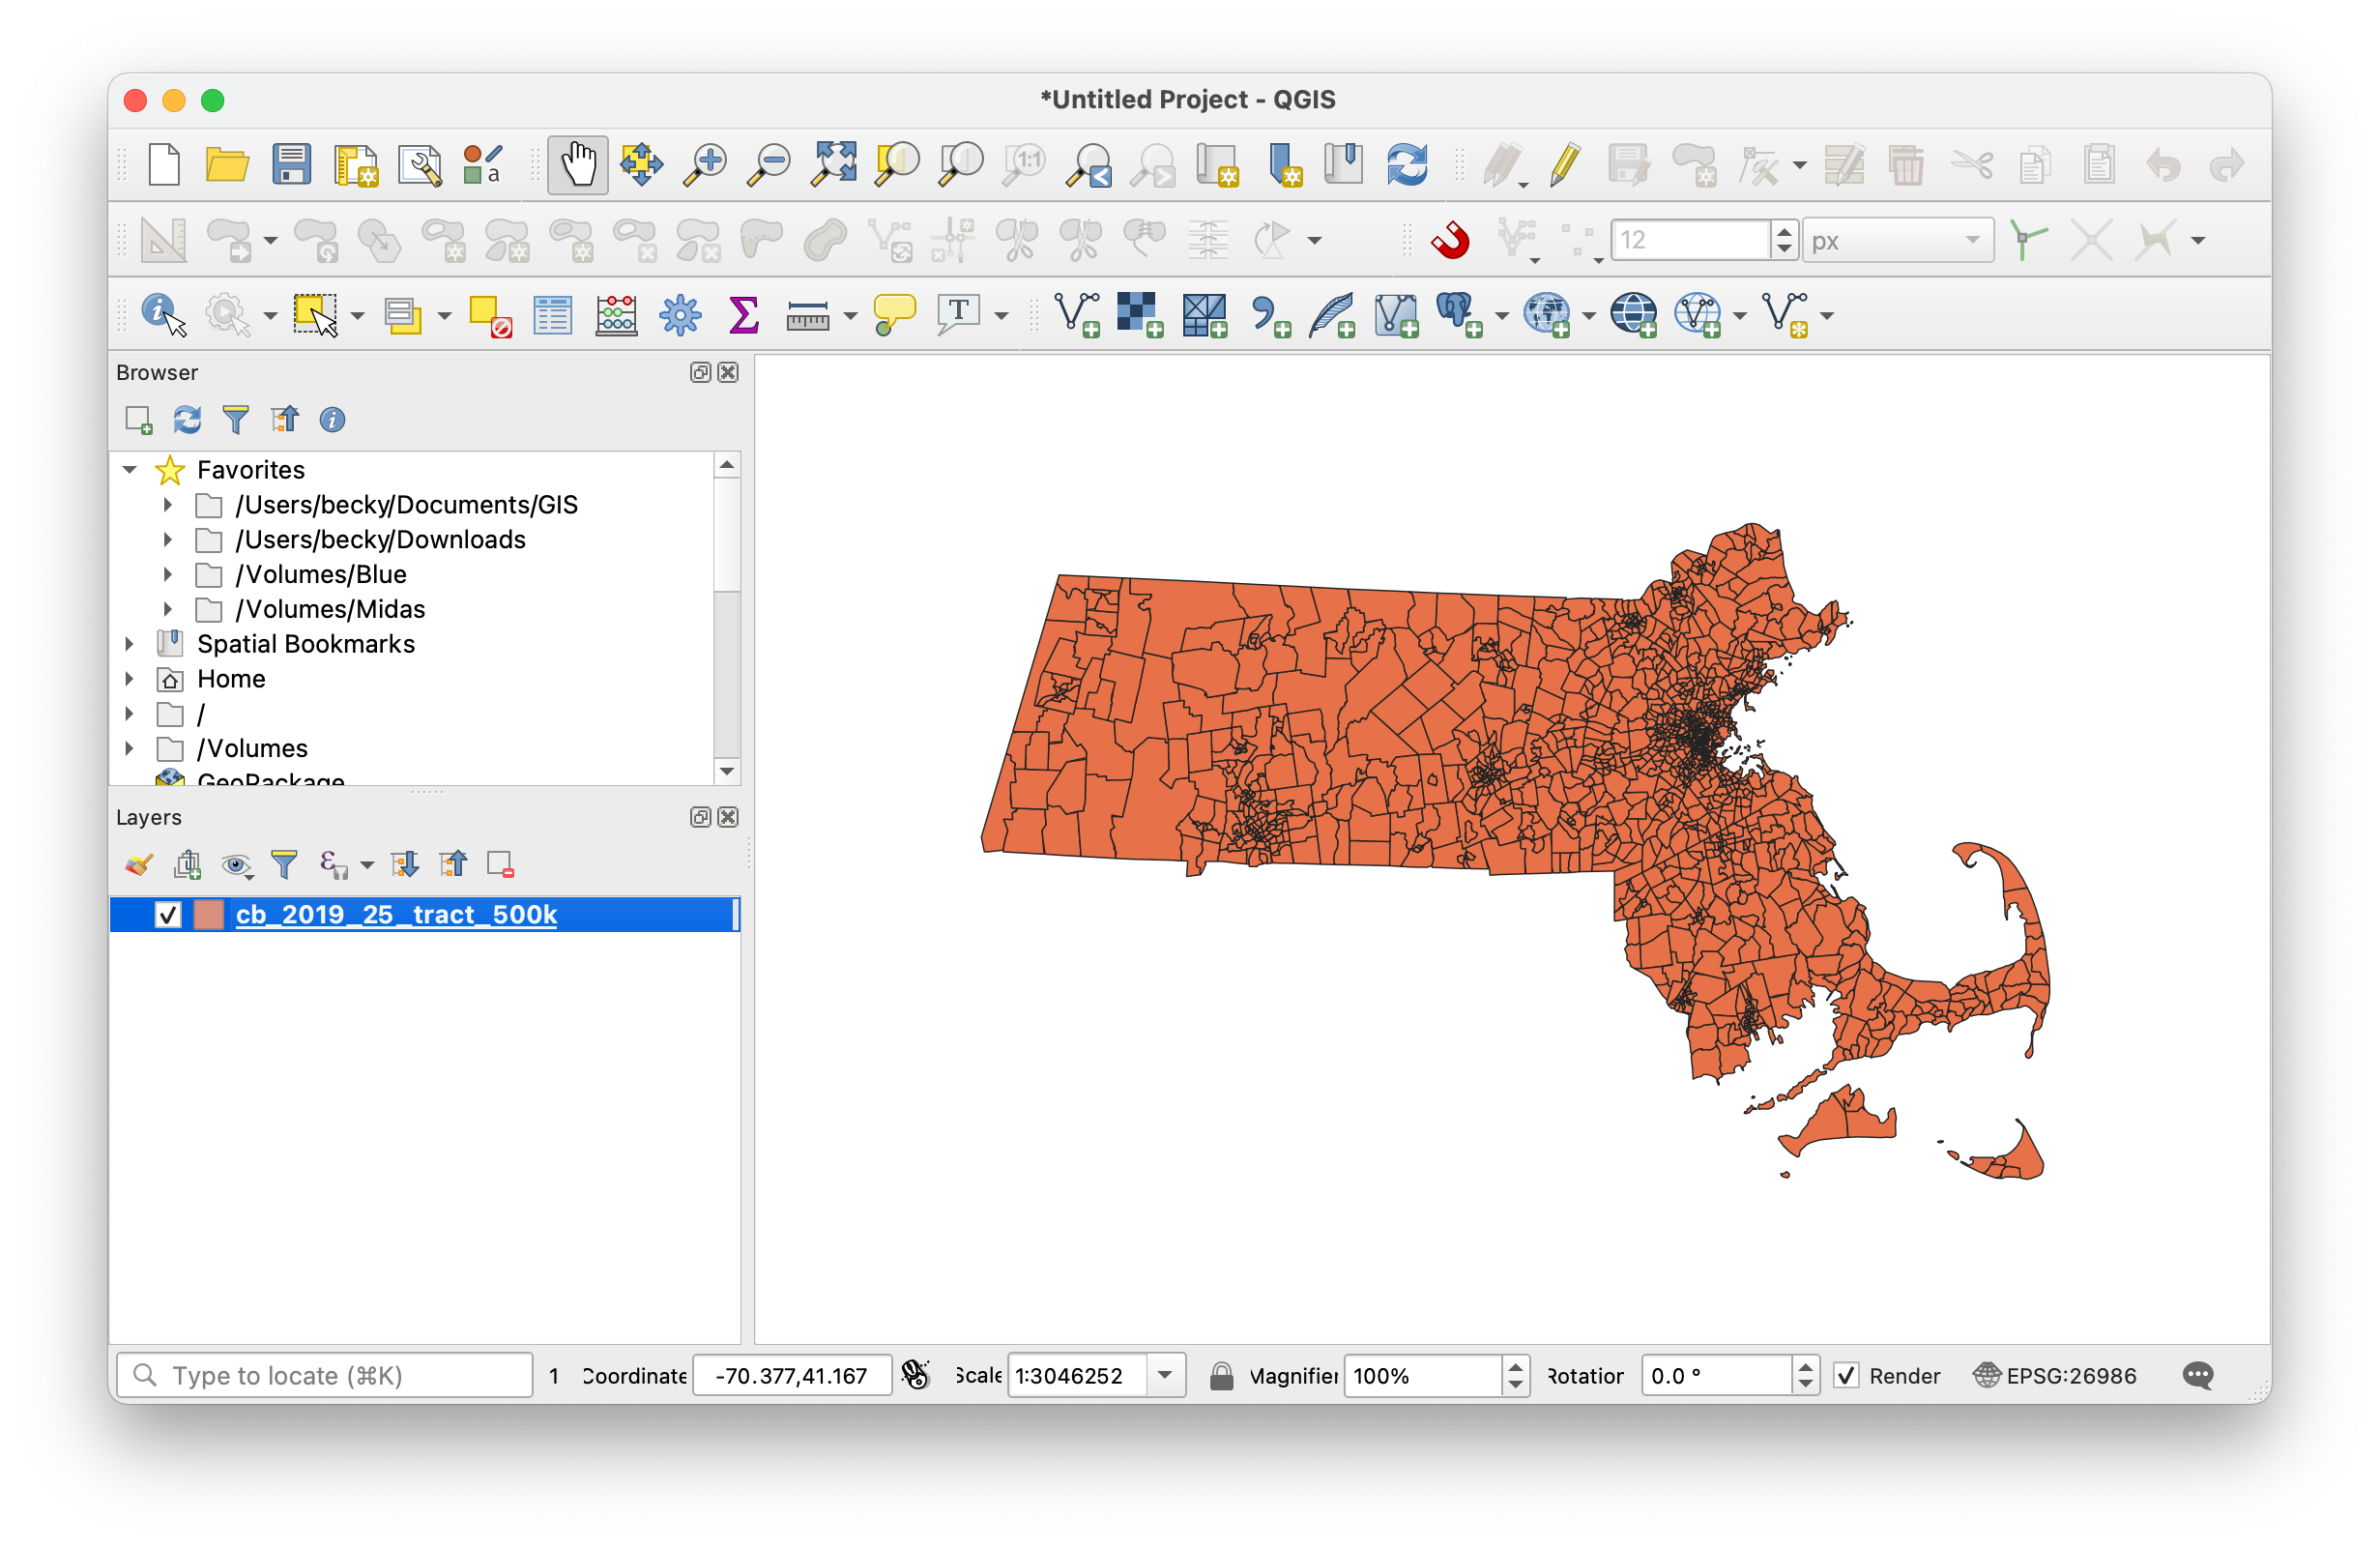 *Untitled Project - QGIS
a
1:1
12
px
T
Browser
Favorites
/Users/becky/Documents/GIS
/Users/becky/Downloads
/Volumes/Blue
/Volumes/Midas
Spatial Bookmarks
Home
/
/Volumes
GeoPackage
Layers
cb_2019_25_tract_500k
Type to locate (⌘K)
1
Coordinate
-70.377,41.167
Scale
1:3046252
Magnifier
100%
Rotation
0.0 °
Render
EPSG:26986